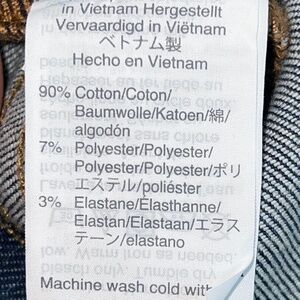 in Vietnam Hergestellt
Vervaardigd in Viëtnam
ベトナム製
Hecho en Vietnam
90% Cotton/Coton/
Baumwolle/Katoen/綿/
algodón
7% Polyester/Polyester/
Polyester/Polyester/ポリ
エステル/poliéster
3% Elastane/Élasthanne/
Elastan/Elastaan/エラス
テーン/elastano
Machine wash cold with